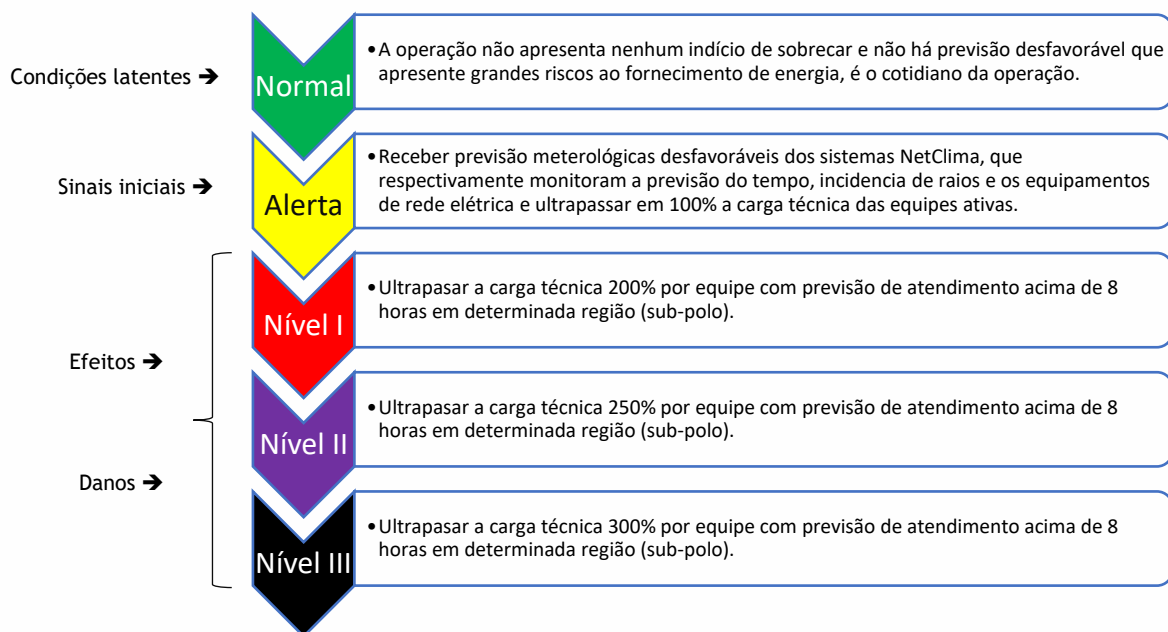 Condições latentes ➔
Normal
•A operação não apresenta nenhum indício de sobrecar e não há previsão desfavorável que
apresente grandes riscos ao fornecimento de energia, é o cotidiano da operação.
Sinais iniciais ➔
Alerta
•Receber previsão meterológicas desfavoráveis dos sistemas NetClima, que
respectivamente monitoram a previsão do tempo, incidencia de raios e os equipamentos
de rede elétrica e ultrapassar em 100% a carga técnica das equipes ativas.
Efeitos ➔
Nível I
•Ultrapasar a carga técnica 200% por equipe com previsão de atendimento acima de 8
horas em determinada região (sub-polo).
Nível II
•Ultrapasar a carga técnica 250% por equipe com previsão de atendimento acima de 8
horas em determinada região (sub-polo).
Danos ➔
Nível III
•Ultrapasar a carga técnica 300% por equipe com previsão de atendimento acima de 8
horas em determinada região (sub-polo).